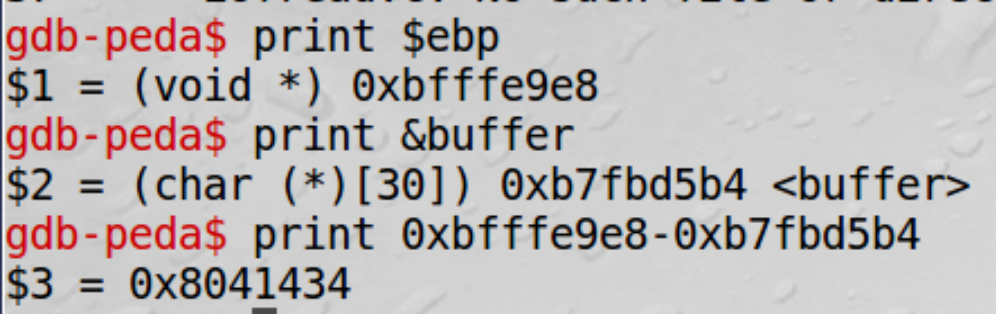 gdb-peda$ print $ebp
$1 = (void *) 0xbfffe9e8
gdb-peda$ print &buffer
$2 = (char (*)[30]) 0xb7fbd5b4 <buffer>
gdb-peda$ print 0xbfffe9e8-0xb7fbd5b4
$3 = 0x8041434